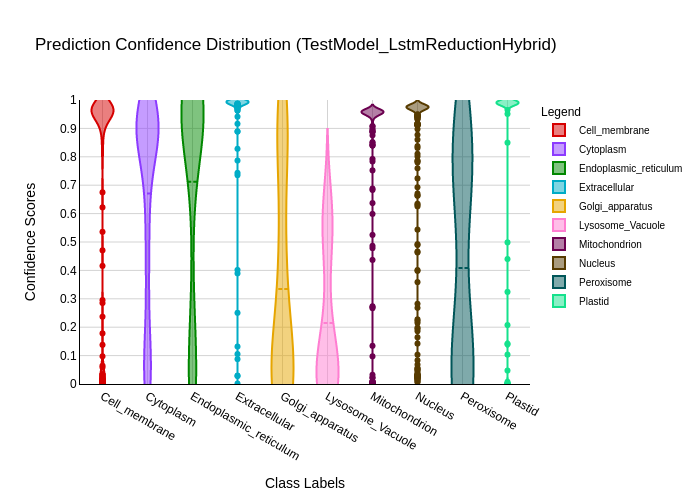 Prediction Confidence Distribution (TestModel_LstmReductionHybrid)
Confidence Scores
1
0.9
0.8
0.7
0.6
0.5
0.4
0.3
0.2
0.1
0
Cell_membrane
Cytoplasm
Endoplasmic_reticulum
Extracellular
Golgi_apparatus
Lysosome_Vacuole
Mitochondrion
Nucleus
Peroxisome
Plastid
Class Labels
Legend
Cell_membrane
Cytoplasm
Endoplasmic_reticulum
Extracellular
Golgi_apparatus
Lysosome_Vacuole
Mitochondrion
Nucleus
Peroxisome
Plastid